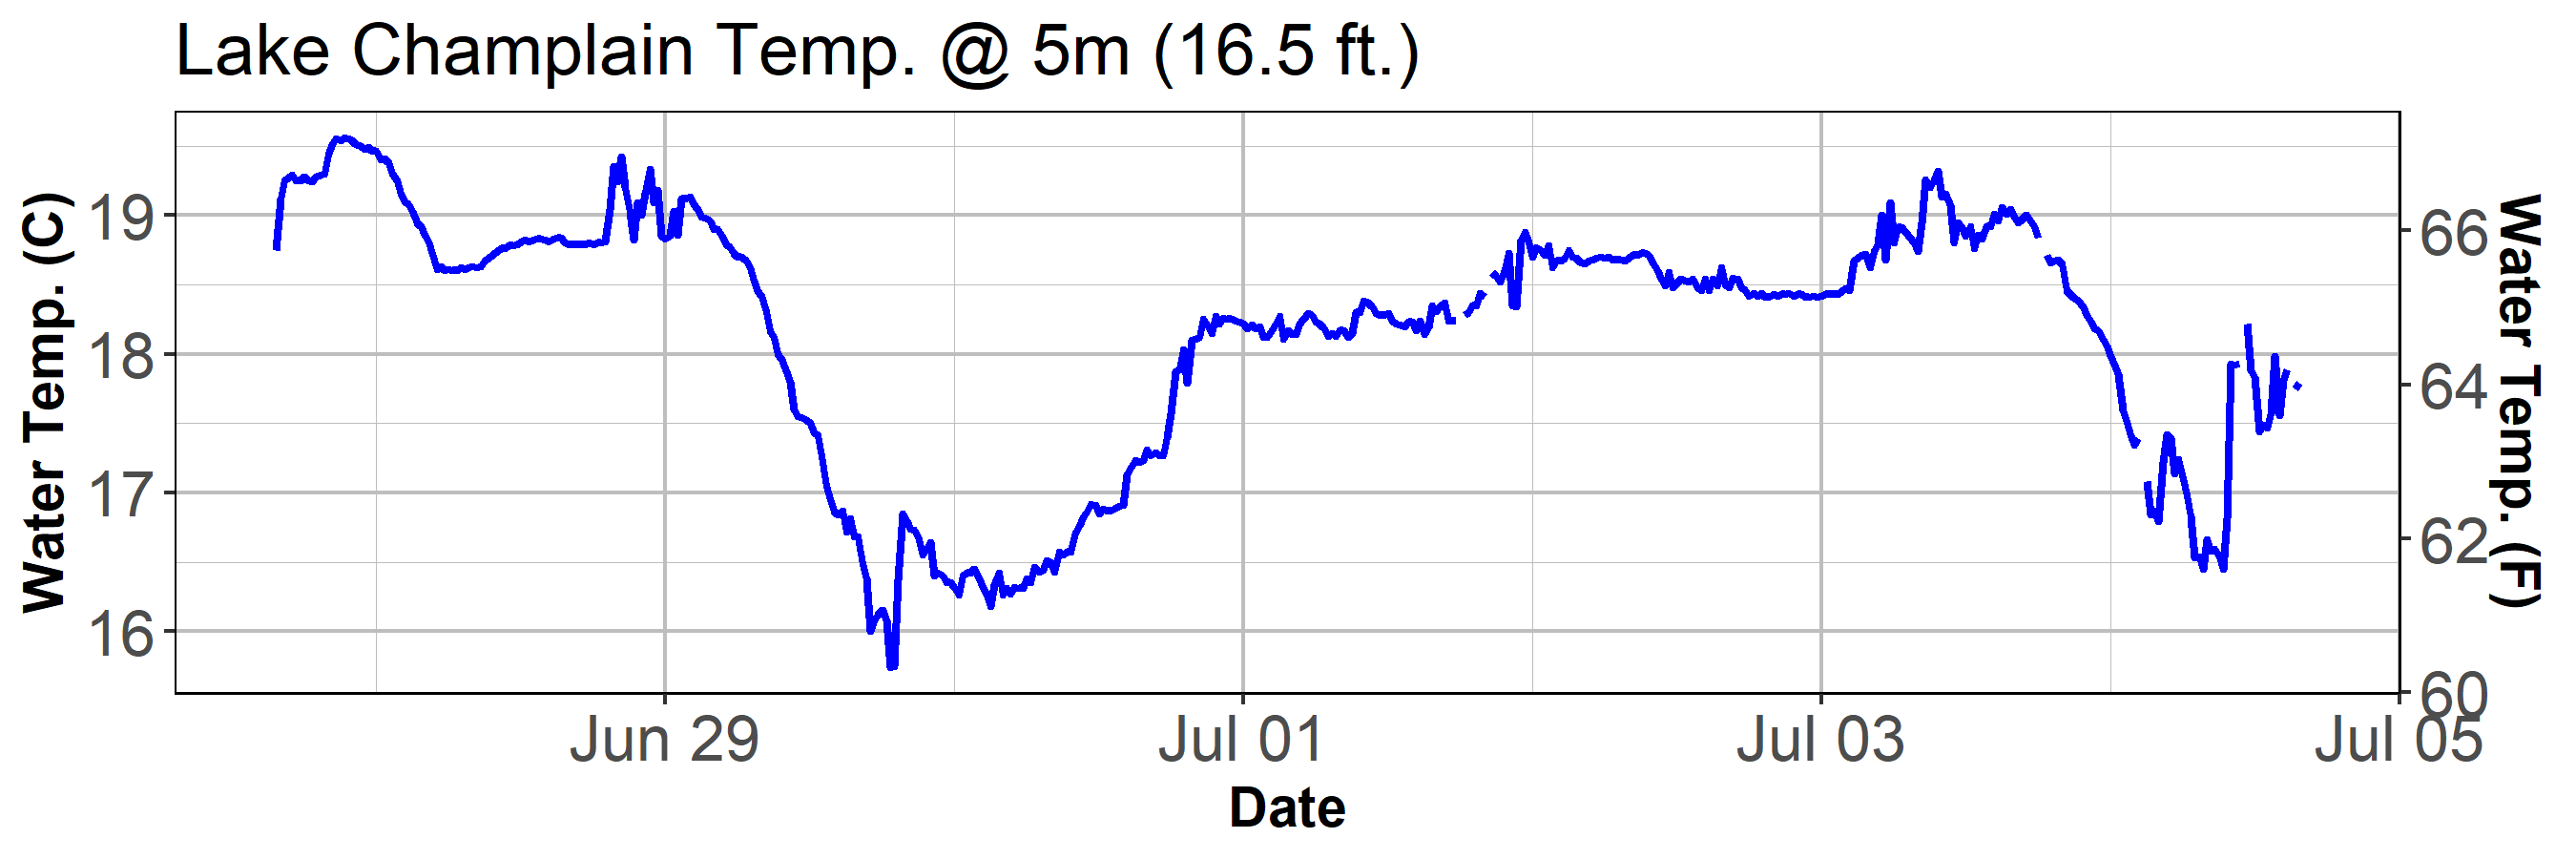 Lake Champlain Temp. @ 5m (16.5 ft.)
Water Temp. (C)
19
18
17
16
66
64
62
60
Water Temp. (F)
Jun 29
Jul 01
Jul 03
Jul 05
Date